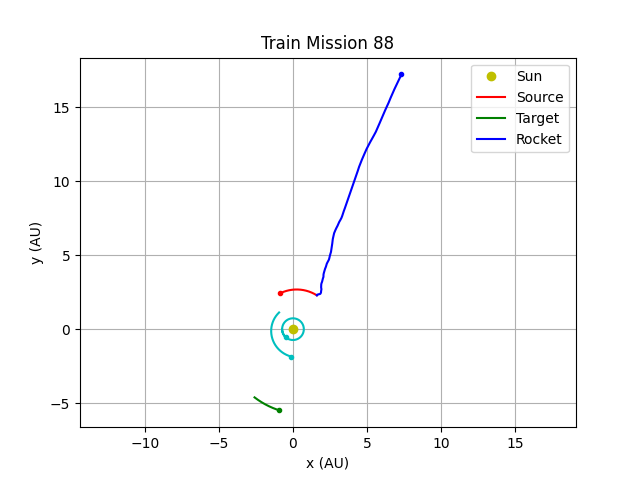 Train Mission 88
Sun
Source
Target
Rocket
15
10
5
0
−5
y (AU)
−10
−5
0
5
10
15
x (AU)